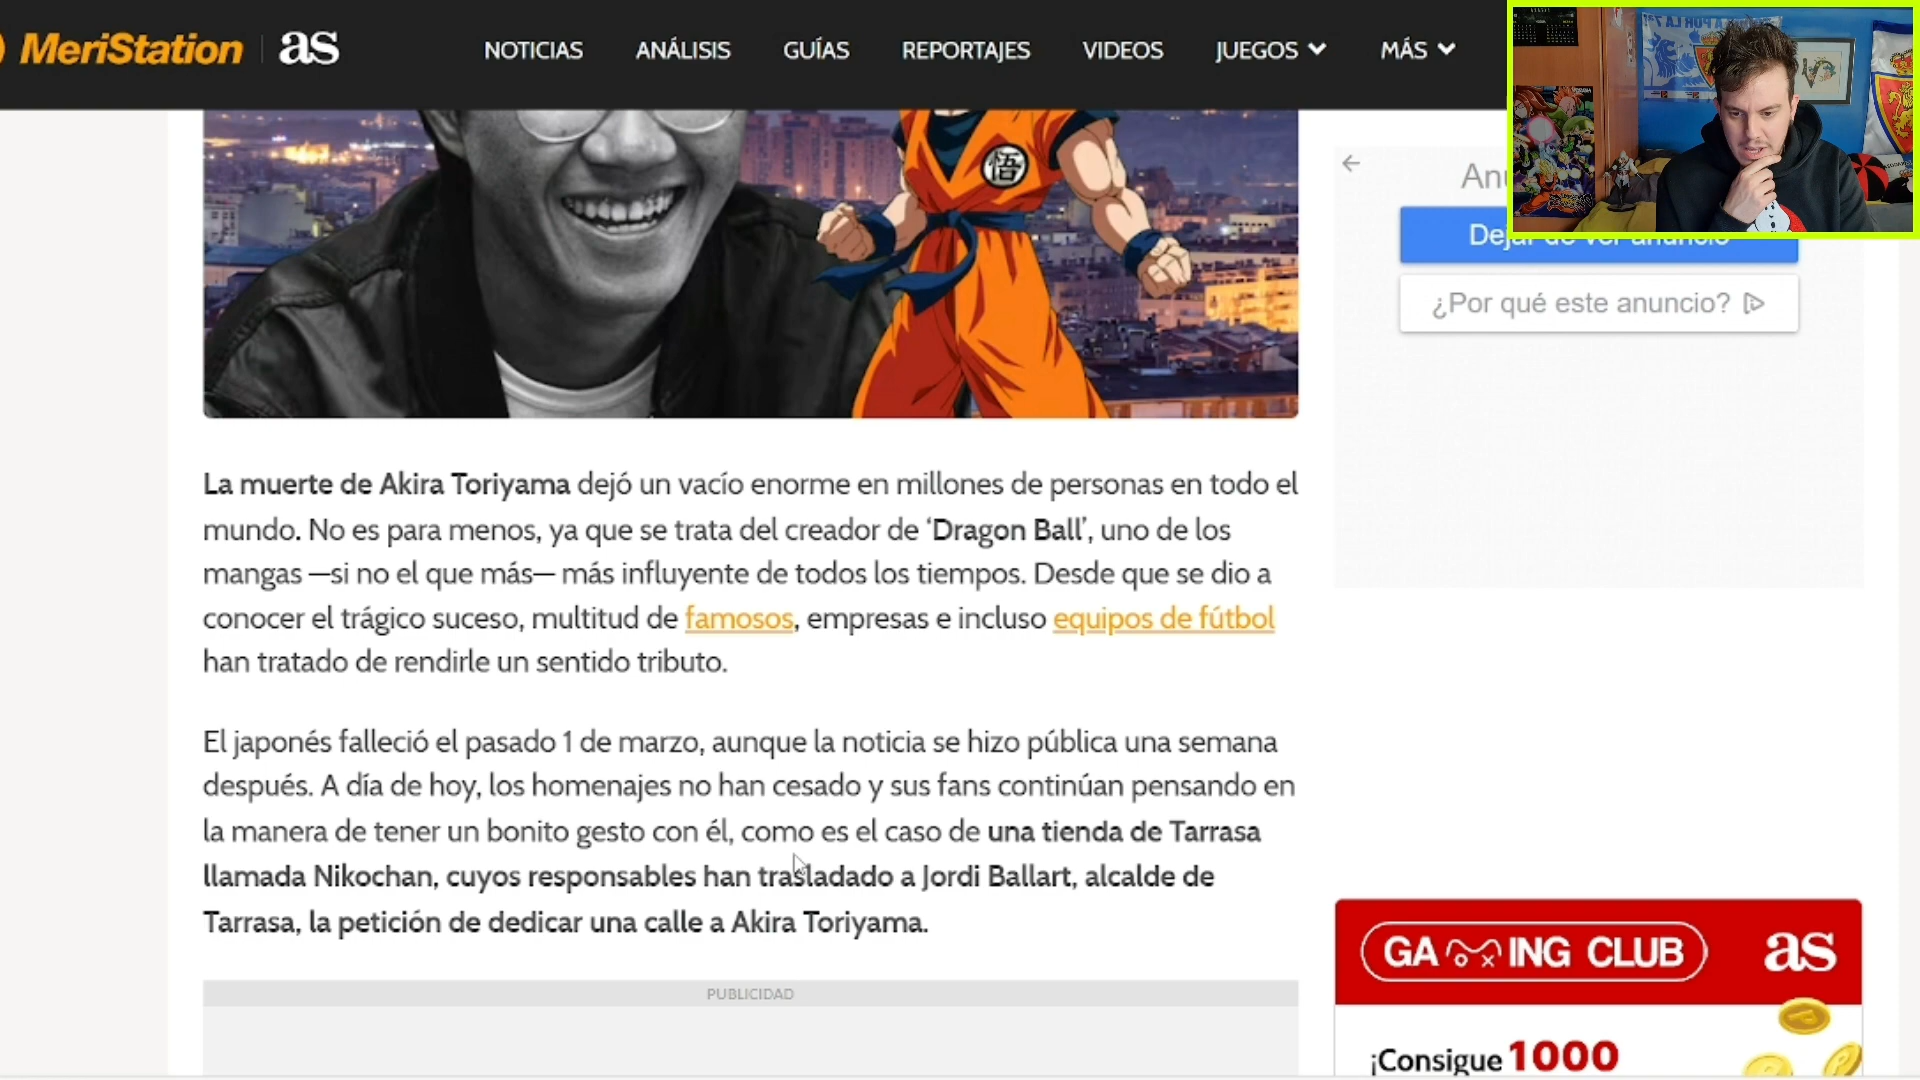 MeriStation as NOTICIAS ANÁLISIS GUÍAS REPORTAJES VIDEOS JUEGOS MÁS
悟
La muerte de Akira Toriyama dejó un vacío enorme en millones de personas en todo el
mundo. No es para menos, ya que se trata del creador de ‘Dragon Ball’, uno de los
mangas —si no el que más— más influyente de todos los tiempos. Desde que se dio a
conocer el trágico suceso, multitud de famosos, empresas e incluso equipos de fútbol
han tratado de rendirle un sentido tributo.
El japonés falleció el pasado 1 de marzo, aunque la noticia se hizo pública una semana
después. A día de hoy, los homenajes no han cesado y sus fans continúan pensando en
la manera de tener un bonito gesto con él, como es el caso de una tienda de Tarrasa
llamada Nikochan, cuyos responsables han trasladado a Jordi Ballart, alcalde de
Tarrasa, la petición de dedicar una calle a Akira Toriyama.
PUBLICIDAD
Dejar de ver anuncio
¿Por qué este anuncio?
GAMING CLUB as
¡Consigue 1000